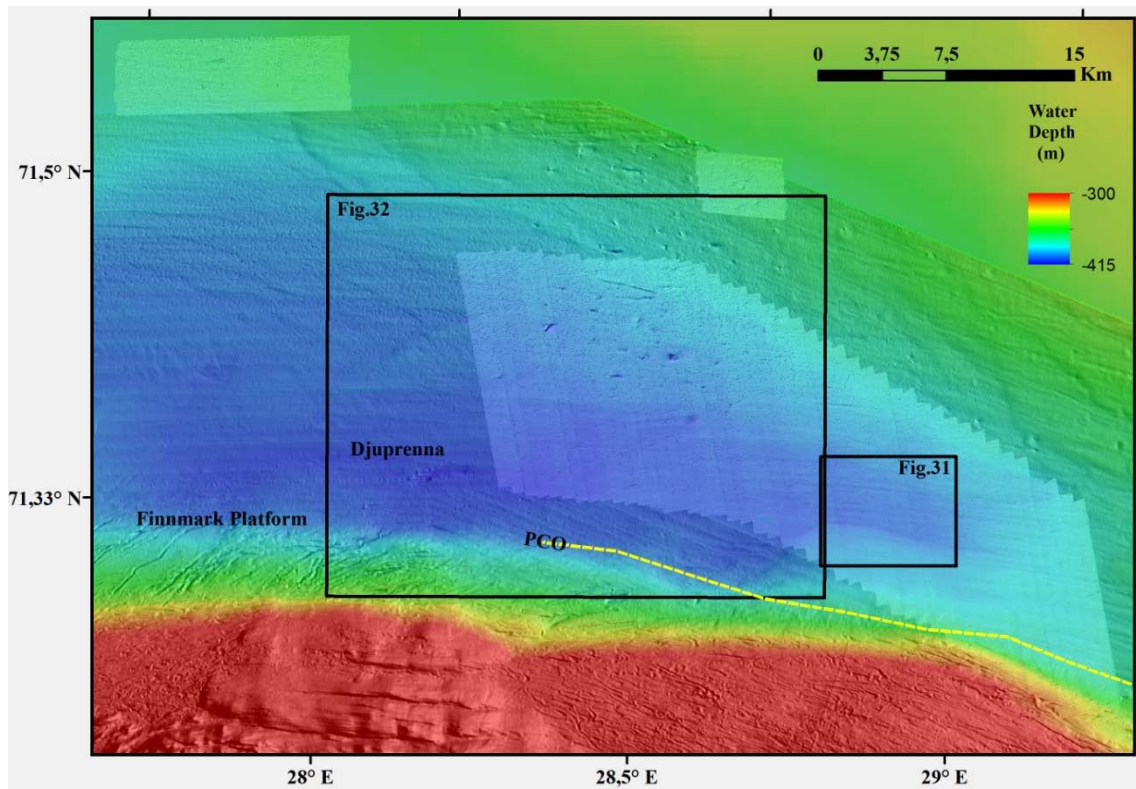 0 3,75 7,5 15
Km
Water
Depth
(m)
-300
-415
71,5° N
Fig.32
Djuprenna
Fig.31
71,33° N
Finnmark Platform
PCO
28° E 28,5° E 29° E